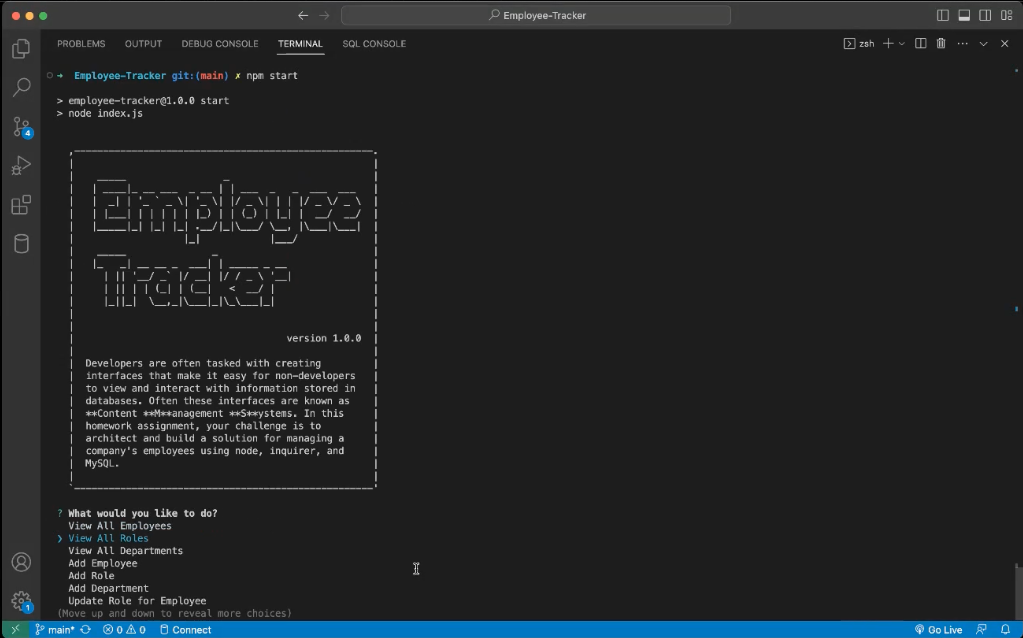 Employee-Tracker
PROBLEMS OUTPUT DEBUG CONSOLE TERMINAL SQL CONSOLE
zsh
→ Employee-Tracker git:(main) ✗ npm start
> employee-tracker@1.0.0 start
> node index.js
Employee
Tracker
version 1.0.0
Developers are often tasked with creating
interfaces that make it easy for non-developers
to view and interact with information stored in
databases. Often these interfaces are known as
**Content **M**anagement **S**ystems. In this
homework assignment, your challenge is to
architect and build a solution for managing a
company's employees using node, inquirer, and
MySQL.
? What would you like to do?
View All Employees
❯ View All Roles
View All Departments
Add Employee
Add Role
Add Department
Update Role for Employee
(Move up and down to reveal more choices)
4
1
main* 0 0 Connect Go Live